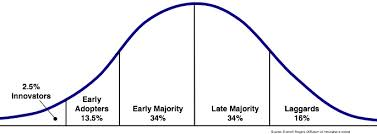 2.5%
Innovators
Early
Adopters
13.5%
Early Majority
34%
Late Majority
34%
Laggards
16%